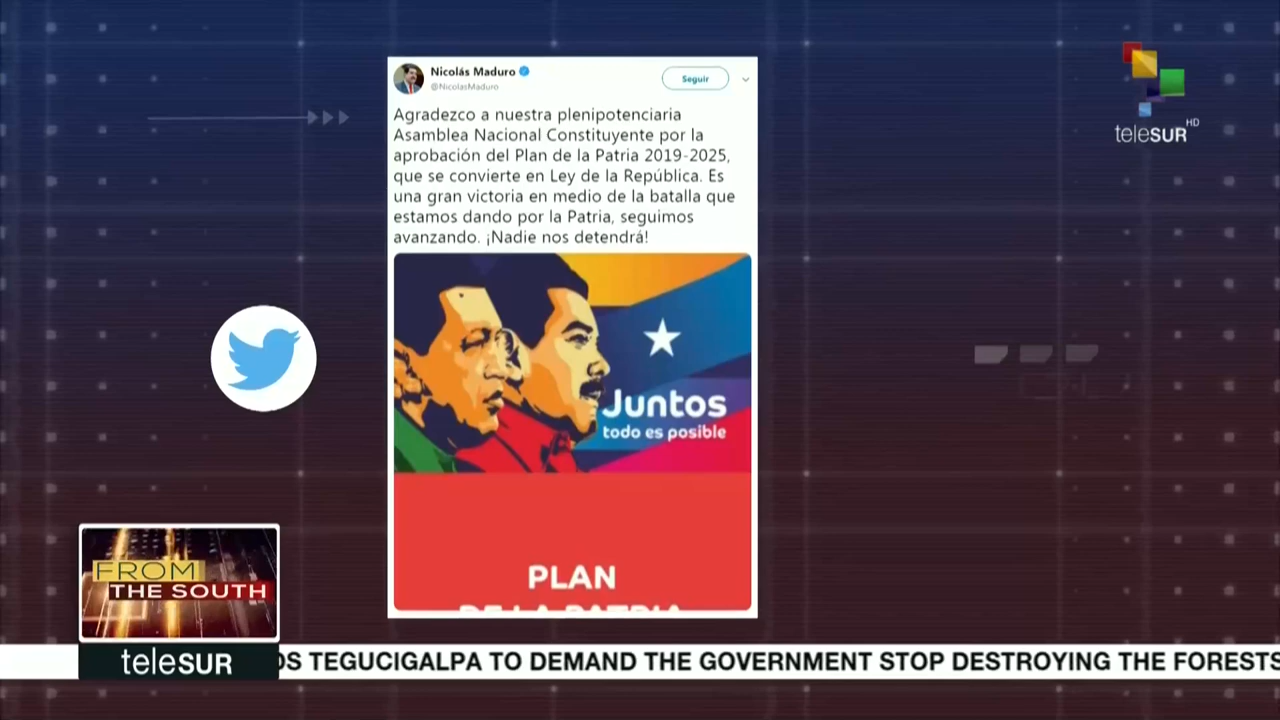 Nicolás Maduro
@NicolasMaduro
Seguir
Agradezco a nuestra plenipotenciaria
Asamblea Nacional Constituyente por la
aprobación del Plan de la Patria 2019-2025,
que se convierte en Ley de la República. Es
una gran victoria en medio de la batalla que
estamos dando por la Patria, seguimos
avanzando. ¡Nadie nos detendrá!
Juntos
todo es posible
PLAN
DE LA PATRIA
teleSUR HD
FROM
THE SOUTH
teleSUR
OS TEGUCIGALPA TO DEMAND THE GOVERNMENT STOP DESTROYING THE FORESTS